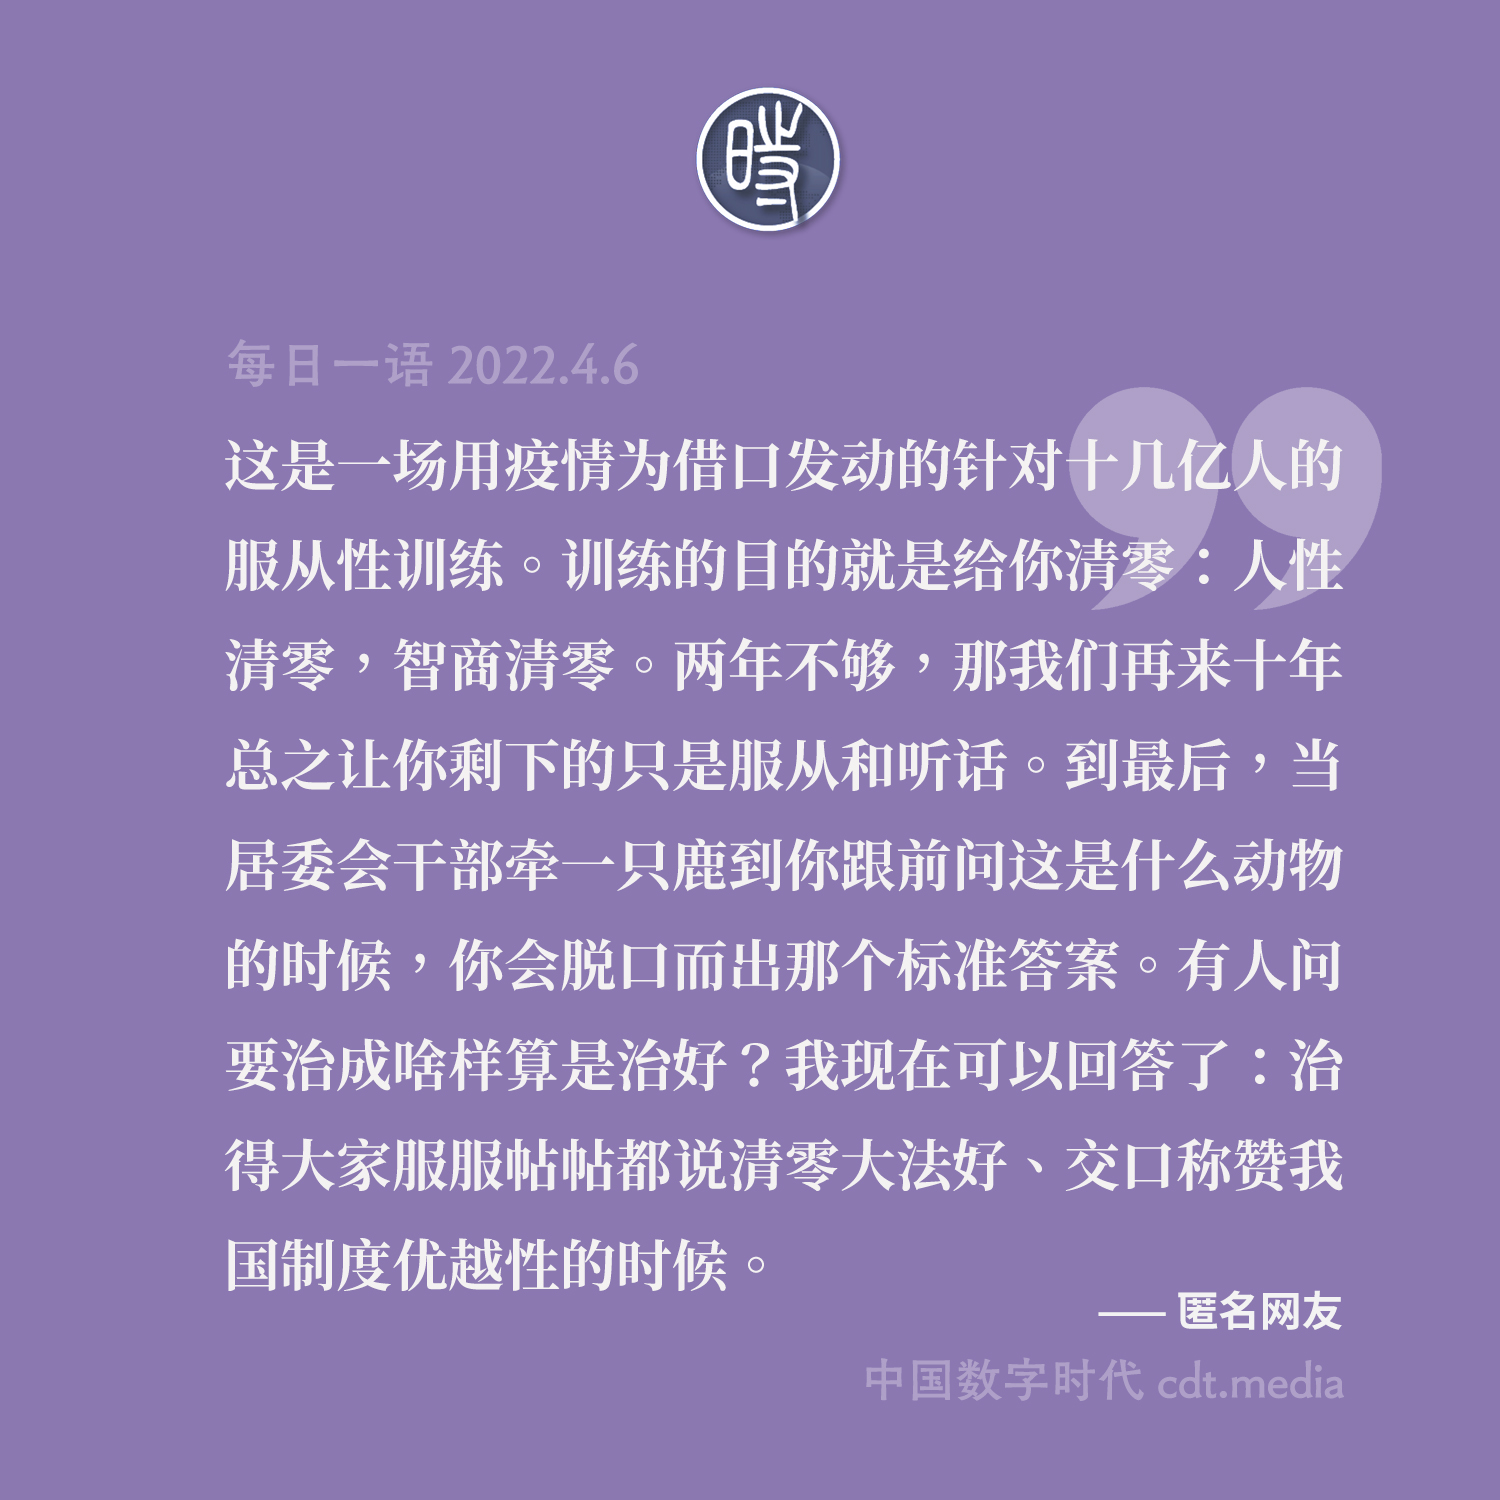 時
每日一语 2022.4.6
这是一场用疫情为借口发动的针对十几亿人的
服从性训练。训练的目的就是给你清零：人性
清零，智商清零。两年不够，那我们再来十年
总之让你剩下的只是服从和听话。到最后，当
居委会干部牵一只鹿到你跟前问这是什么动物
的时候，你会脱口而出那个标准答案。有人问
要治成啥样算是治好？我现在可以回答了：治
得大家服服帖帖都说清零大法好、交口称赞我
国制度优越性的时候。
—— 匿名网友
中国数字时代 cdt.media